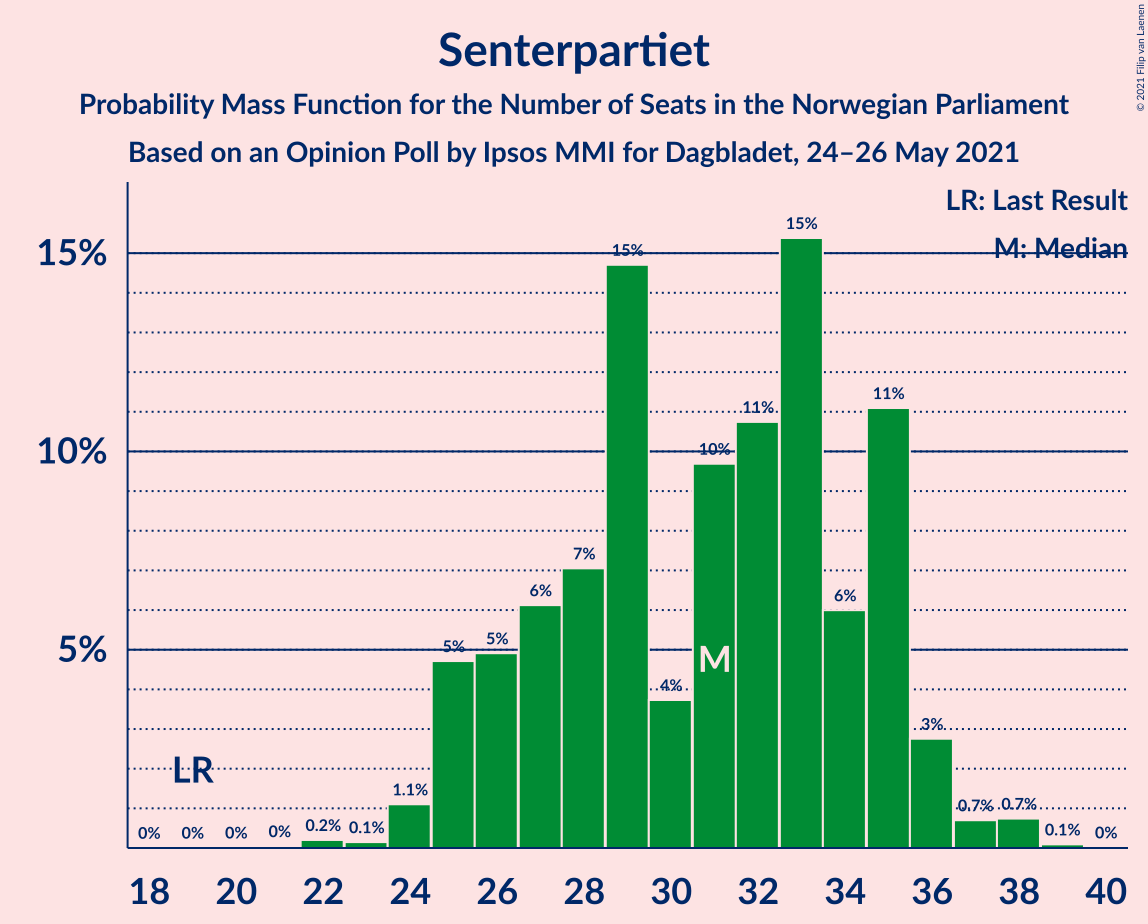 Senterpartiet
Probability Mass Function for the Number of Seats in the Norwegian Parliament
Based on an Opinion Poll by Ipsos MMI for Dagbladet, 24–26 May 2021
© 2021 Filip van Laenen
LR: Last Result
M: Median
15%
10%
5%
0%
0%
0%
0%
0.2%
0.1%
1.1%
5%
5%
6%
7%
15%
4%
10%
11%
15%
6%
11%
3%
0.7%
0.7%
0.1%
0%
LR
M
18 20 22 24 26 28 30 32 34 36 38 40